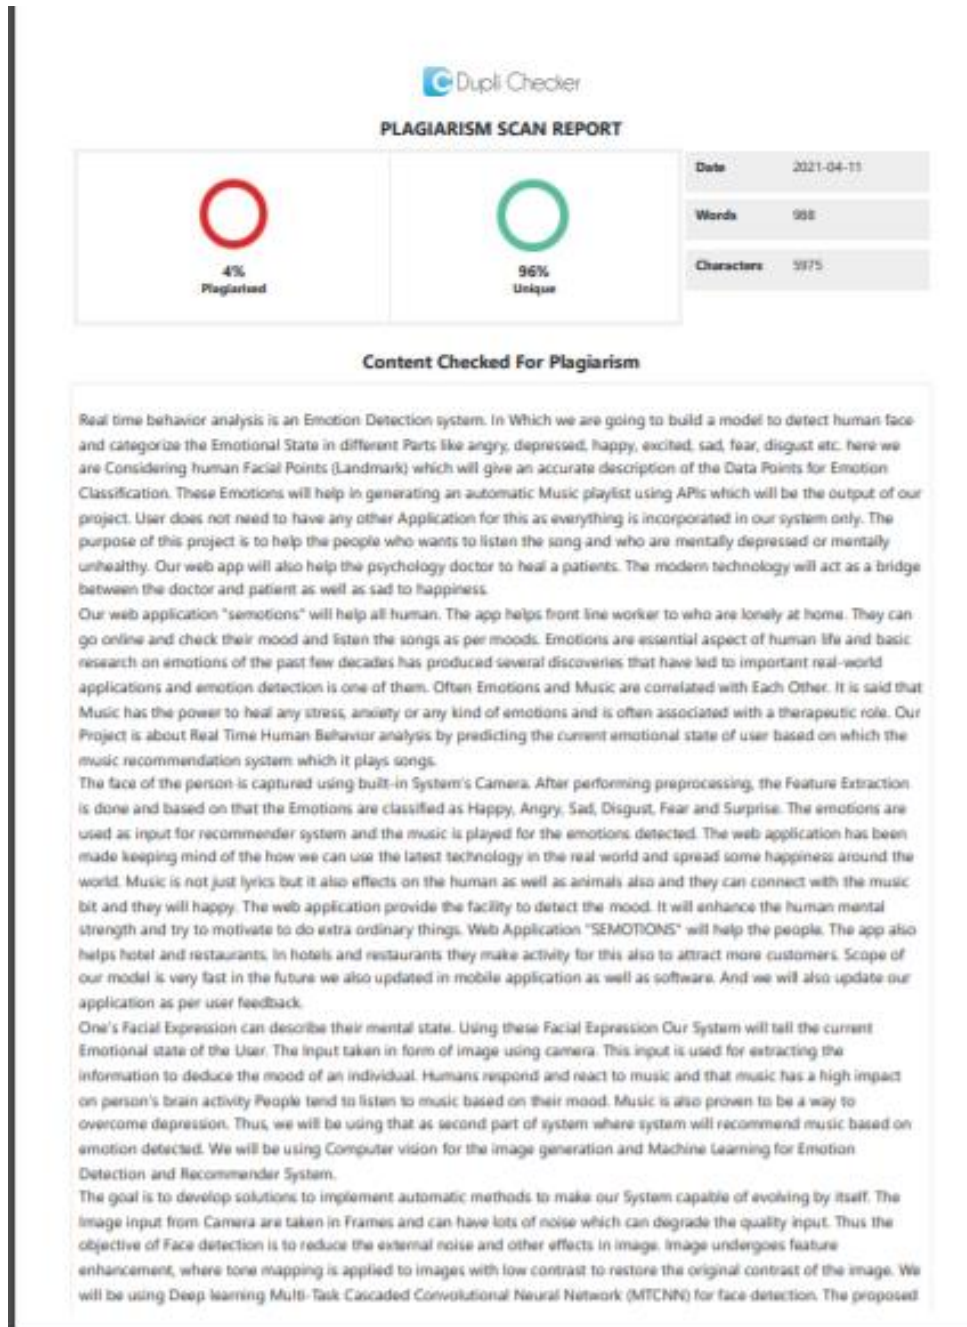 Dupli Checker
PLAGIARISM SCAN REPORT
4%
Plagiarised
96%
Unique
Date 2021-04-11
Words 988
Characters 5975
Content Checked For Plagiarism
Real time behavior analysis is an Emotion Detection system. In Which we are going to build a model to detect human face
and categorize the Emotional State in different Parts like angry, depressed, happy, excited, sad, fear, disgust etc. here we
are Considering human Facial Points (Landmark) which will give an accurate description of the Data Points for Emotion
Classification. These Emotions will help in generating an automatic Music playlist using APIs which will be the output of our
project. User does not need to have any other Application for this as everything is incorporated in our system only. The
purpose of this project is to help the people who wants to listen the song and who are mentally depressed or mentally
unhealthy. Our web app will also help the psychology doctor to heal a patients. The modern technology will act as a bridge
between the doctor and patient as well as sad to happiness.
Our web application "semotions" will help all human. The app helps front line worker to who are lonely at home. They can
go online and check their mood and listen the songs as per moods. Emotions are essential aspect of human life and basic
research on emotions of the past few decades has produced several discoveries that have led to important real-world
applications and emotion detection is one of them. Often Emotions and Music are correlated with Each Other. It is said that
Music has the power to heal any stress, anxiety or any kind of emotions and is often associated with a therapeutic role. Our
Project is about Real Time Human Behavior analysis by predicting the current emotional state of user based on which the
music recommendation system which it plays songs.
The face of the person is captured using built-in System's Camera. After performing preprocessing, the Feature Extraction
is done and based on that the Emotions are classified as Happy, Angry, Sad, Disgust, Fear and Surprise. The emotions are
used as input for recommender system and the music is played for the emotions detected. The web application has been
made keeping mind of the how we can use the latest technology in the real world and spread some happiness around the
world. Music is not just lyrics but it also effects on the human as well as animals also and they can connect with the music
bit and they will happy. The web application provide the facility to detect the mood. It will enhance the human mental
strength and try to motivate to do extra ordinary things. Web Application "SEMOTIONS" will help the people. The app also
helps hotel and restaurants. In hotels and restaurants they make activity for this also to attract more customers. Scope of
our model is very fast in the future we also updated in mobile application as well as software. And we will also update our
application as per user feedback.
One's Facial Expression can describe their mental state. Using these Facial Expression Our System will tell the current
Emotional state of the User. The Input taken in form of image using camera. This input is used for extracting the
information to deduce the mood of an individual. Humans respond and react to music and that music has a high impact
on person's brain activity People tend to listen to music based on their mood. Music is also proven to be a way to
overcome depression. Thus, we will be using that as second part of system where system will recommend music based on
emotion detected. We will be using Computer vision for the image generation and Machine Learning for Emotion
Detection and Recommender System.
The goal is to develop solutions to implement automatic methods to make our System capable of evolving by itself. The
Image input from Camera are taken in Frames and can have lots of noise which can degrade the quality input. Thus the
objective of Face detection is to reduce the external noise and other effects in image. Image undergoes feature
enhancement, where tone mapping is applied to images with low contrast to restore the original contrast of the image. We
will be using Deep learning Multi-Task Cascaded Convolutional Neural Network (MTCNN) for face detection. The proposed